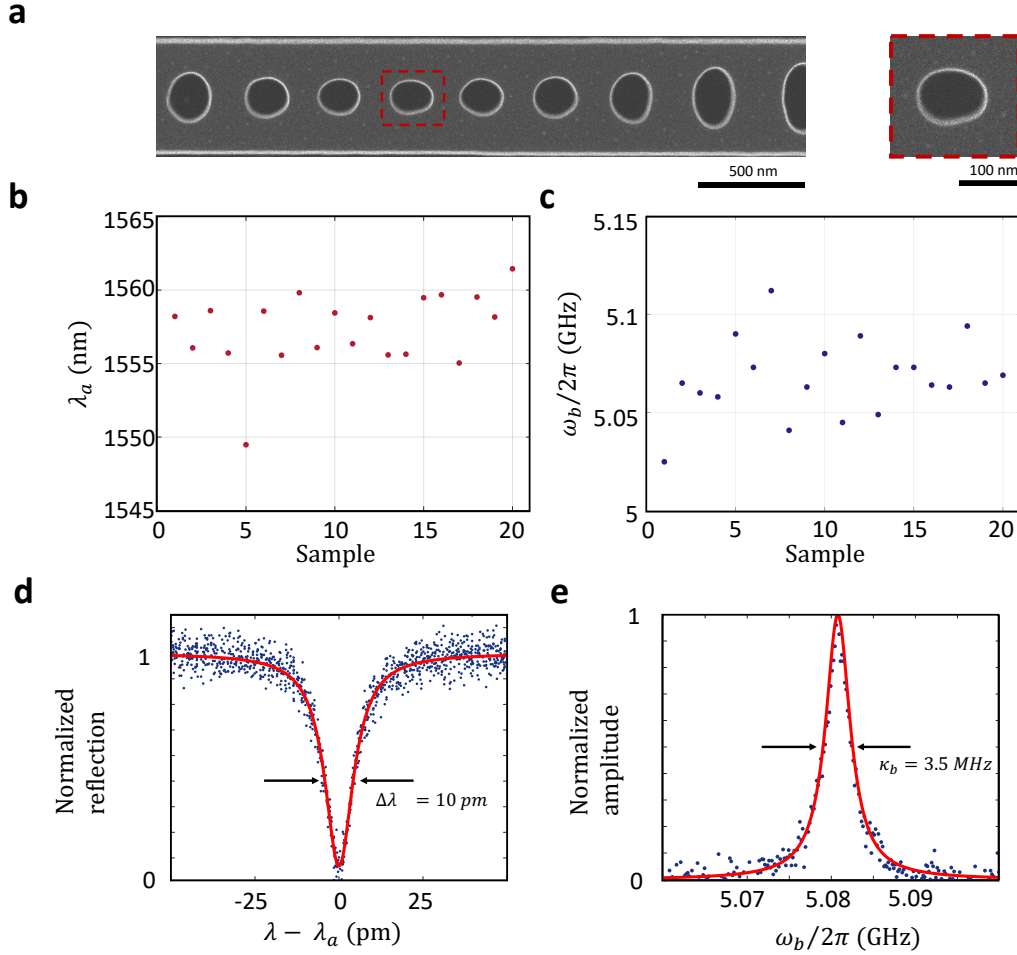 a
500 nm
100 nm
b
1565
1560
1555
1550
1545
λₐ (nm)
0
5
10
15
20
Sample
c
5.15
5.1
5.05
5
ω_b/2π (GHz)
0
5
10
15
20
Sample
d
1
0
Normalized
reflection
Δλ = 10 pm
-25
0
25
λ − λₐ (pm)
e
1
0
Normalized
amplitude
κ_b = 3.5 MHz
5.07
5.08
5.09
ω_b/2π (GHz)